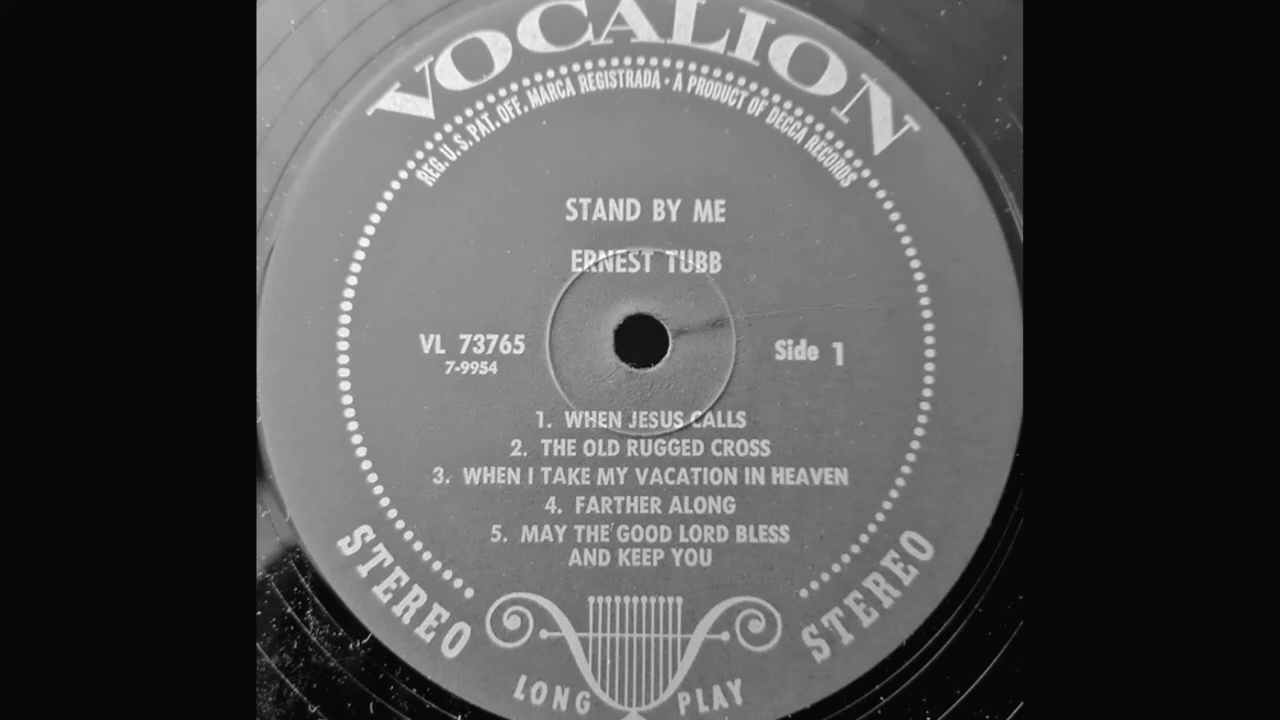 VOCALION
REG. U.S. PAT. OFF. MARCA REGISTRADA · A PRODUCT OF DECCA RECORDS
STAND BY ME
ERNEST TUBB
VL 73765
7-9954
Side 1
1. WHEN JESUS CALLS
2. THE OLD RUGGED CROSS
3. WHEN I TAKE MY VACATION IN HEAVEN
4. FARTHER ALONG
5. MAY THE GOOD LORD BLESS
AND KEEP YOU
STEREO
STEREO
LONG PLAY